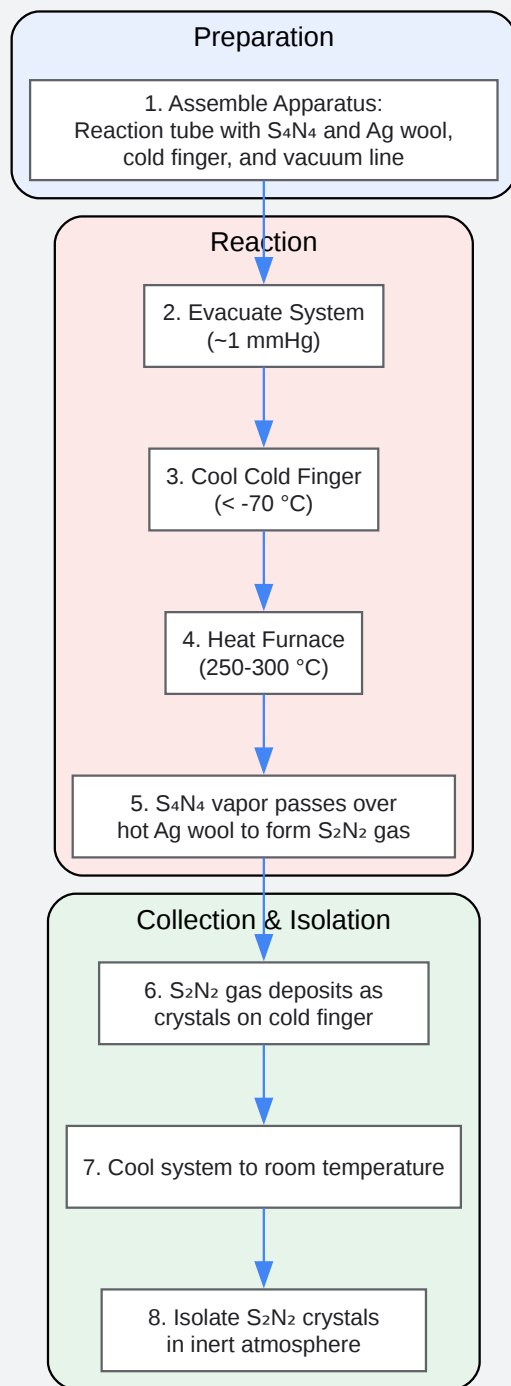 Preparation
1. Assemble Apparatus:
Reaction tube with S₄N₄ and Ag wool,
cold finger, and vacuum line
Reaction
2. Evacuate System
(~1 mmHg)
3. Cool Cold Finger
(< -70 °C)
4. Heat Furnace
(250-300 °C)
5. S₄N₄ vapor passes over
hot Ag wool to form S₂N₂ gas
Collection & Isolation
6. S₂N₂ gas deposits as
crystals on cold finger
7. Cool system to room temperature
8. Isolate S₂N₂ crystals
in inert atmosphere